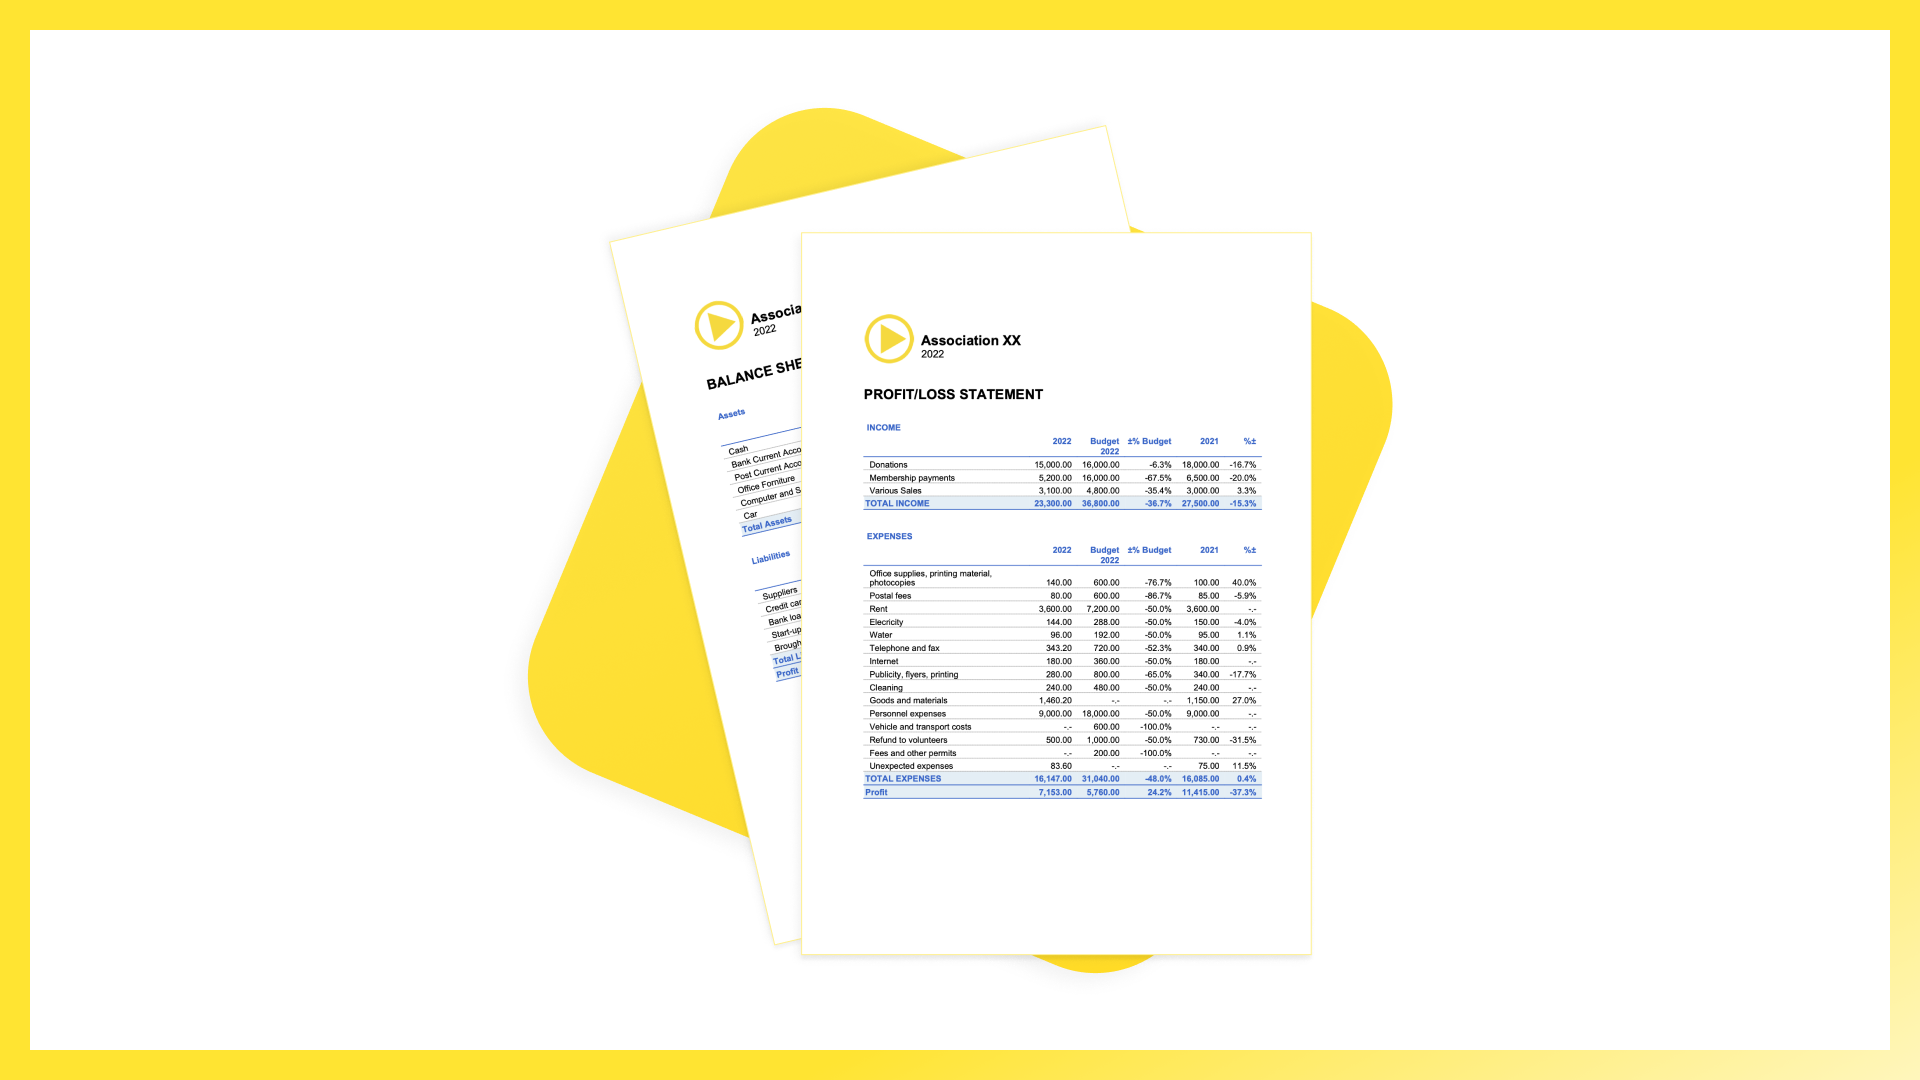 Associa
2022
BALANCE SHE
Assets
Cash
Bank Current Acco
Post Current Acco
Office Forniture
Computer and S
Car
Total Assets
Liabilities
Suppliers
Credit car
Bank loa
Start-up
Brough
Total L
Profit
Association XX
2022
PROFIT/LOSS STATEMENT
INCOME
2022 Budget 2022 ±% Budget 2021 %±
Donations 15,000.00 16,000.00 -6.3% 18,000.00 -16.7%
Membership payments 5,200.00 16,000.00 -67.5% 6,500.00 -20.0%
Various Sales 3,100.00 4,800.00 -35.4% 3,000.00 3.3%
TOTAL INCOME 23,300.00 36,800.00 -36.7% 27,500.00 -15.3%
EXPENSES
2022 Budget 2022 ±% Budget 2021 %±
Office supplies, printing material,
photocopies 140.00 600.00 -76.7% 100.00 40.0%
Postal fees 80.00 600.00 -86.7% 85.00 -5.9%
Rent 3,600.00 7,200.00 -50.0% 3,600.00 -.-
Elecricity 144.00 288.00 -50.0% 150.00 -4.0%
Water 96.00 192.00 -50.0% 95.00 1.1%
Telephone and fax 343.20 720.00 -52.3% 340.00 0.9%
Internet 180.00 360.00 -50.0% 180.00 -.-
Publicity, flyers, printing 280.00 800.00 -65.0% 340.00 -17.7%
Cleaning 240.00 480.00 -50.0% 240.00 -.-
Goods and materials 1,460.20 -.- -.- 1,150.00 27.0%
Personnel expenses 9,000.00 18,000.00 -50.0% 9,000.00 -.-
Vehicle and transport costs -.- 600.00 -100.0% -.- -.-
Refund to volunteers 500.00 1,000.00 -50.0% 730.00 -31.5%
Fees and other permits -.- 200.00 -100.0% -.- -.-
Unexpected expenses 83.60 -.- -.- 75.00 11.5%
TOTAL EXPENSES 16,147.00 31,040.00 -48.0% 16,085.00 0.4%
Profit 7,153.00 5,760.00 24.2% 11,415.00 -37.3%